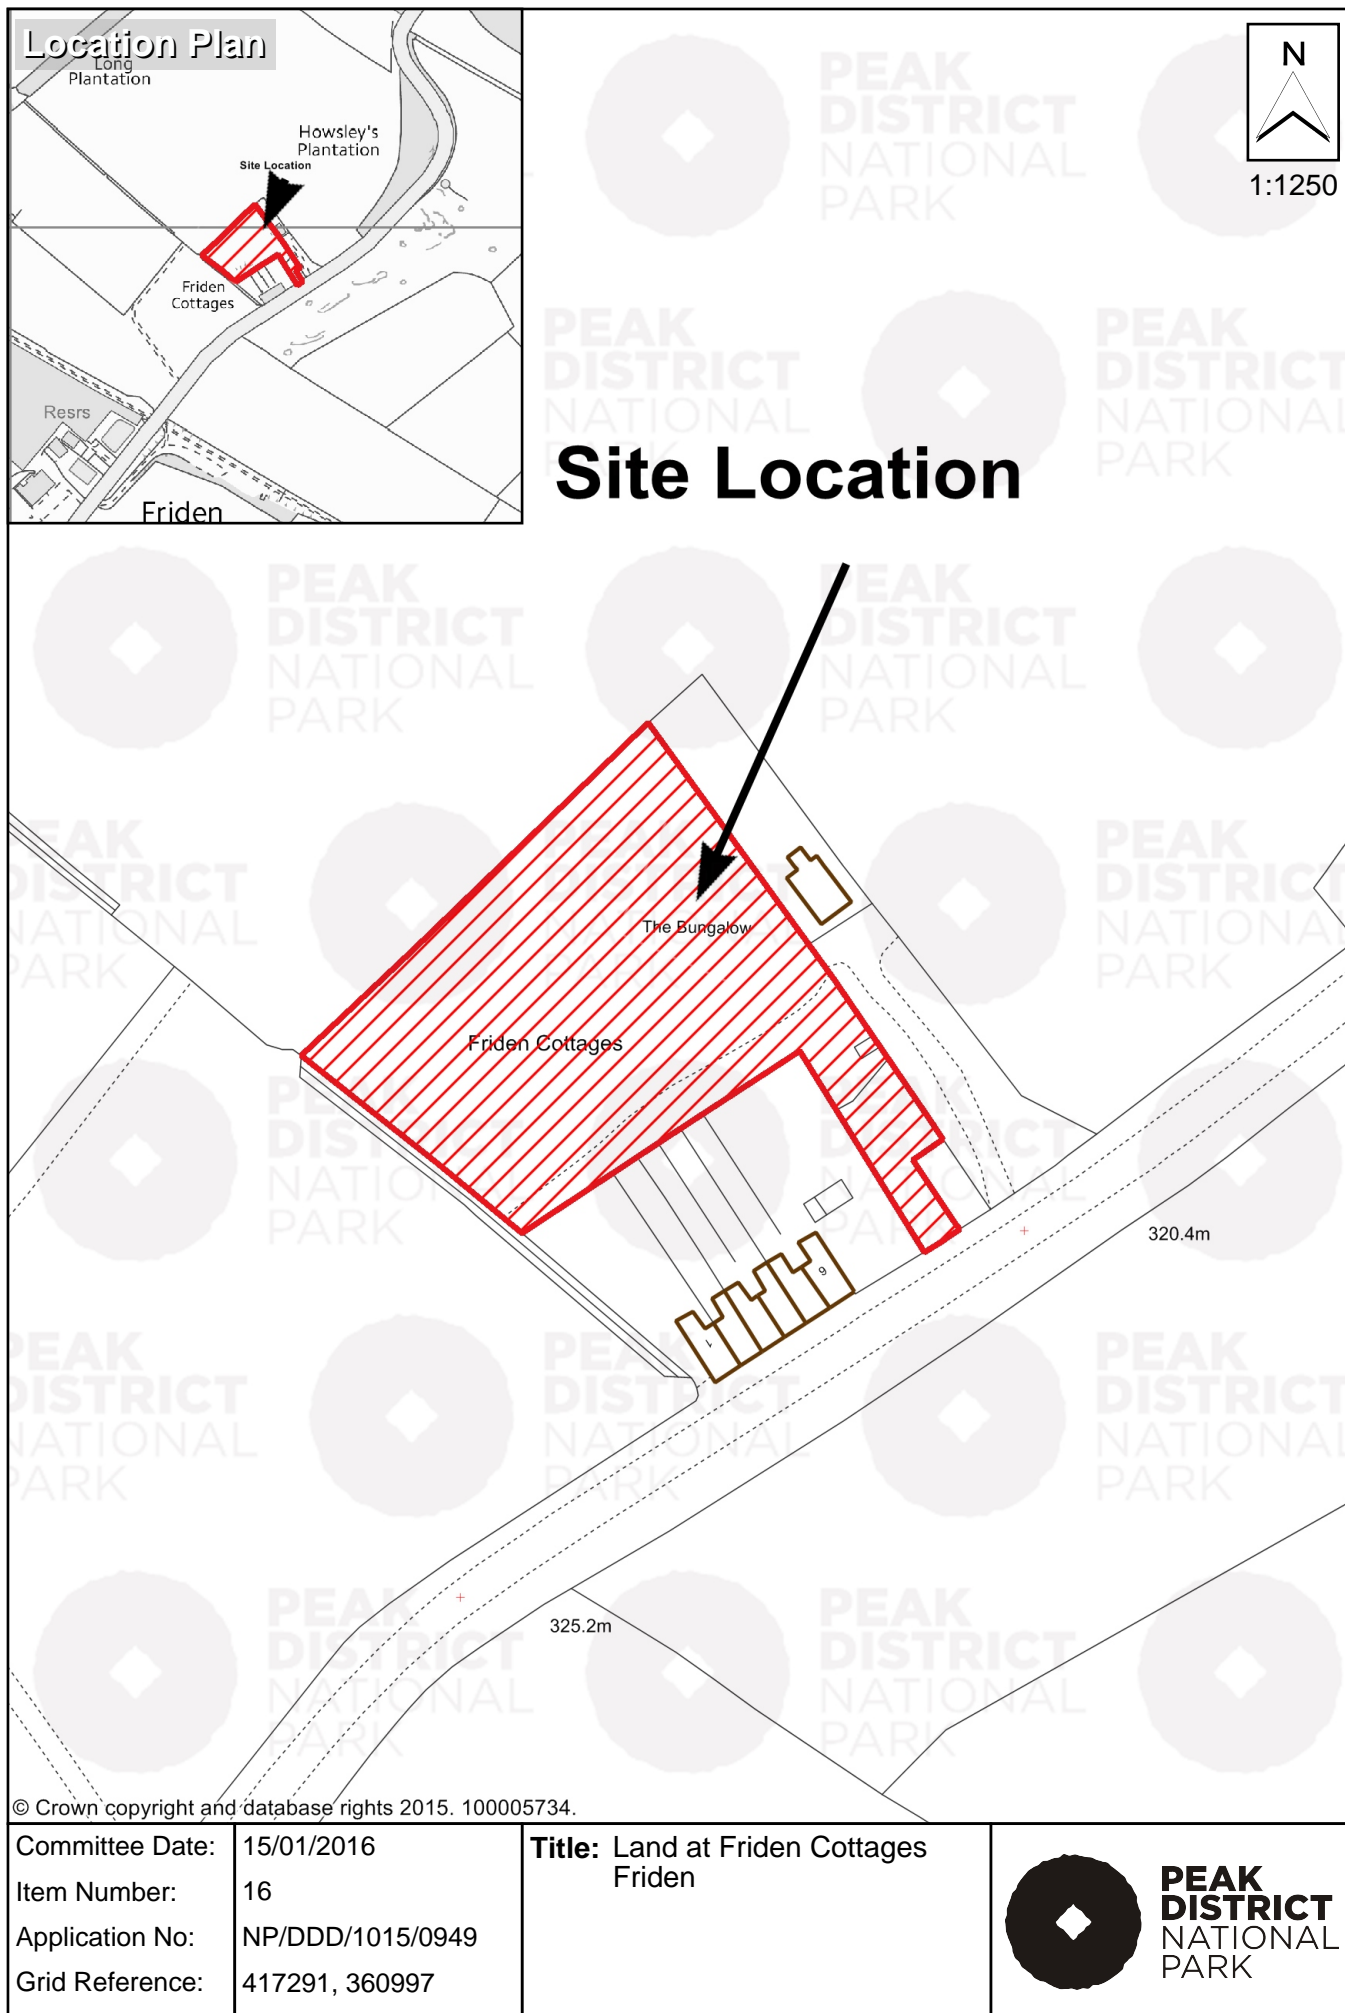 Location Plan
Long
Plantation
Howsley's
Plantation
Site Location
Friden
Cottages
Resrs
Friden
N
1:1250
Site Location
The Bungalow
Friden Cottages
6
1
320.4m
325.2m
© Crown copyright and database rights 2015. 100005734.
Committee Date: 15/01/2016
Item Number: 16
Application No: NP/DDD/1015/0949
Grid Reference: 417291, 360997
Title: Land at Friden Cottages
Friden
PEAK
DISTRICT
NATIONAL
PARK